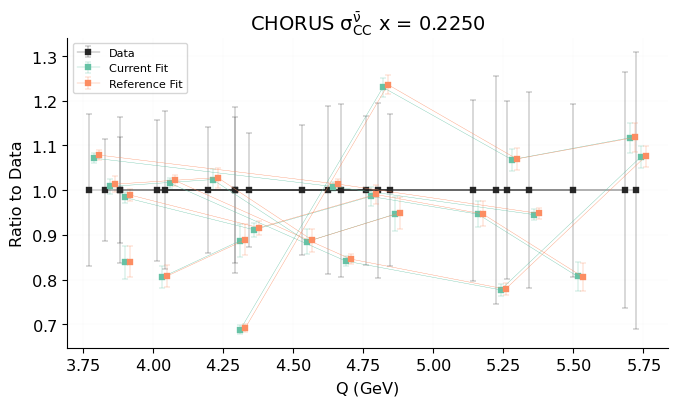 CHORUS σ^ν̄_CC x = 0.2250
Data
Current Fit
Reference Fit
Ratio to Data
1.3
1.2
1.1
1.0
0.9
0.8
0.7
3.75 4.00 4.25 4.50 4.75 5.00 5.25 5.50 5.75
Q (GeV)